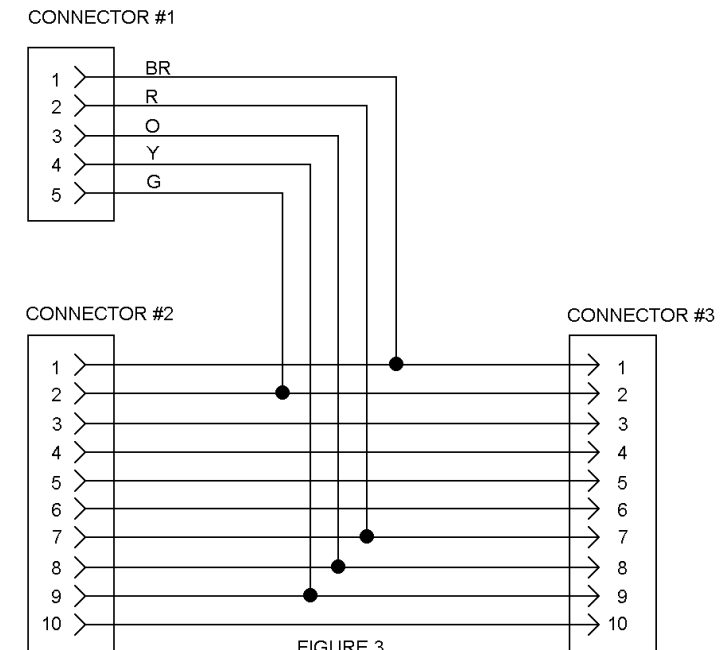 CONNECTOR #1
1 BR
2 R
3 O
4 Y
5 G
CONNECTOR #2 CONNECTOR #3
1 1
2 2
3 3
4 4
5 5
6 6
7 7
8 8
9 9
10 10
FIGURE 3